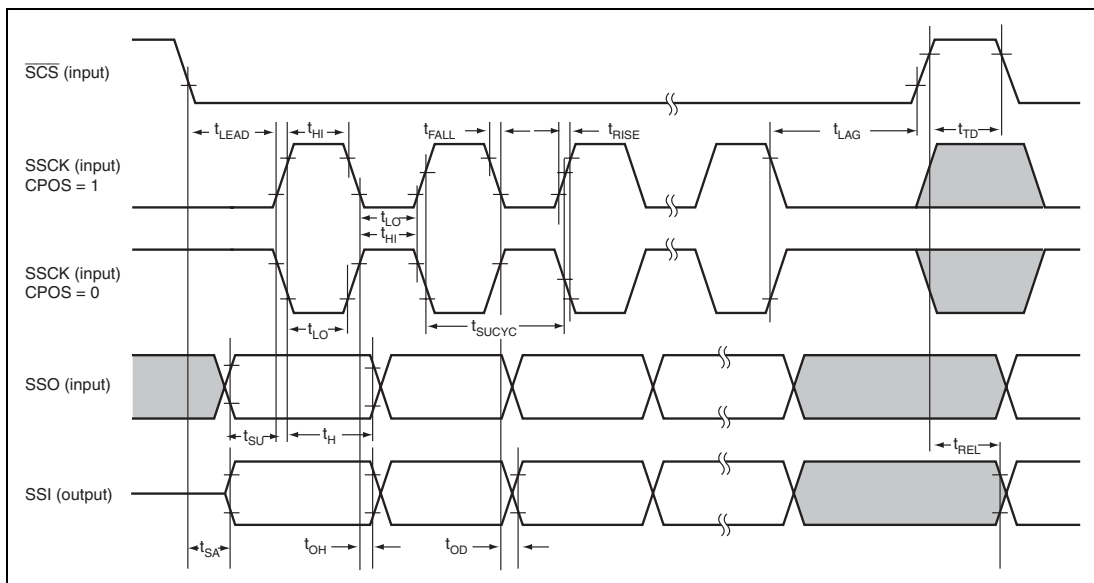 SCS (input)
tLEAD tHI tFALL tRISE tLAG tTD
SSCK (input)
CPOS = 1
tLO
tHI
SSCK (input)
CPOS = 0
tLO tSUCYC
SSO (input)
tSU tH tREL
SSI (output)
tSA tOH tOD